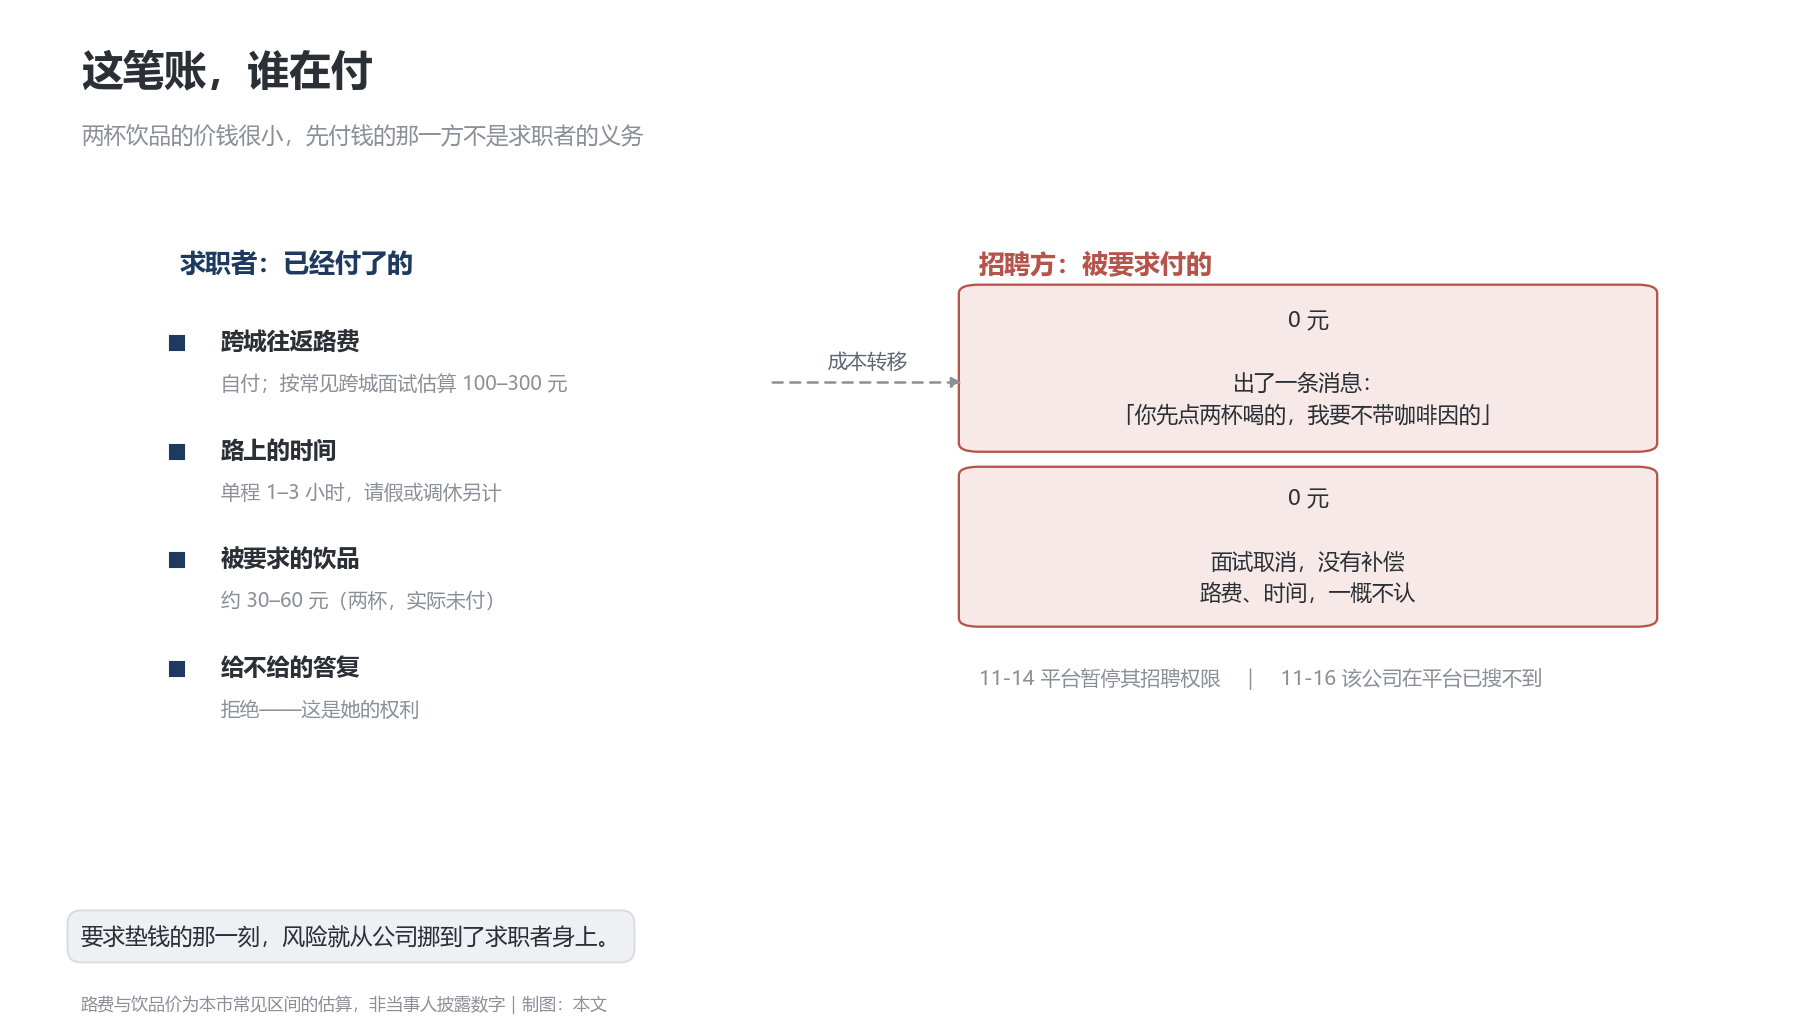 这笔账，谁在付
两杯饮品的价钱很小，先付钱的那一方不是求职者的义务
求职者：已经付了的
跨城往返路费
自付；按常见跨城面试估算 100–300 元
路上的时间
单程 1–3 小时，请假或调休另计
被要求的饮品
约 30–60 元（两杯，实际未付）
给不给的答复
拒绝——这是她的权利
成本转移
招聘方：被要求付的
0 元
出了一条消息：
「你先点两杯喝的，我要不带咖啡因的」
0 元
面试取消，没有补偿
路费、时间，一概不认
11-14 平台暂停其招聘权限 | 11-16 该公司在平台已搜不到
要求垫钱的那一刻，风险就从公司挪到了求职者身上。
路费与饮品价为本市常见区间的估算，非当事人披露数字 | 制图：本文